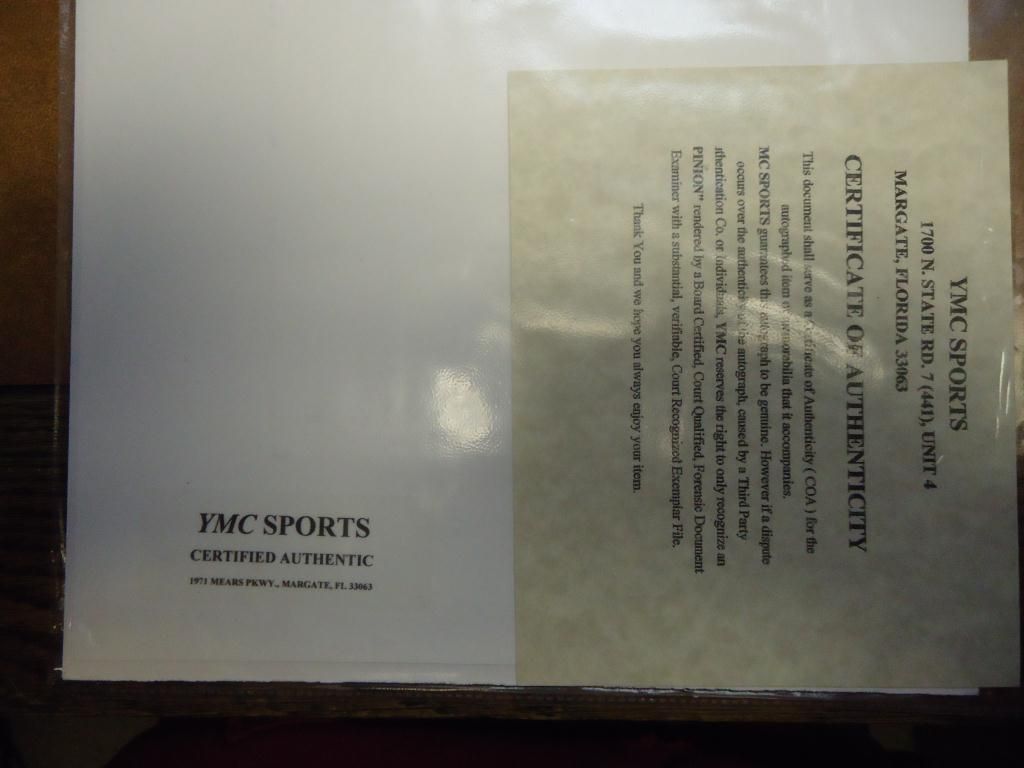 YMC SPORTS
1700 N. STATE RD. 7 (441), UNIT 4
MARGATE, FLORIDA 33063
CERTIFICATE OF AUTHENTICITY
This document shall serve as a Certificate of Authenticity ( COA ) for the
autographed item or memorabilia that it accompanies.
MC SPORTS guarantees this autograph to be genuine. However if a dispute
occurs over the authenticity of the autograph, caused by a Third Party
uthentication Co. or Individuals, YMC reserves the right to only recognize an
PINION" rendered by a Board Certified, Court Qualified, Forensic Document
Examiner with a substantial, verifiable, Court Recognized Exemplar File.
Thank You and we hope you always enjoy your item.
YMC SPORTS
CERTIFIED AUTHENTIC
1971 MEARS PKWY., MARGATE, FL 33063